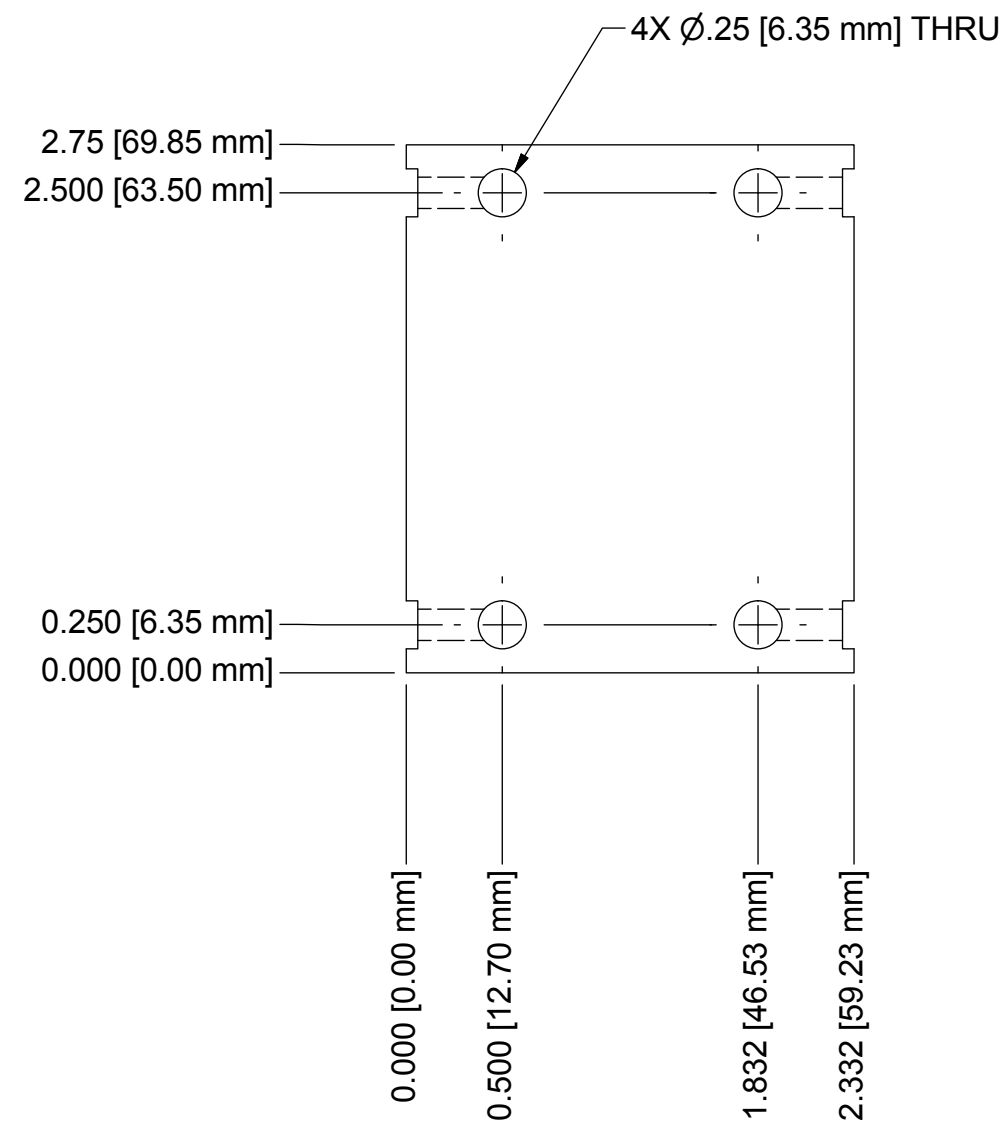 4X Ø.25 [6.35 mm] THRU
2.75 [69.85 mm]
2.500 [63.50 mm]
0.250 [6.35 mm]
0.000 [0.00 mm]
0.000 [0.00 mm]
0.500 [12.70 mm]
1.832 [46.53 mm]
2.332 [59.23 mm]